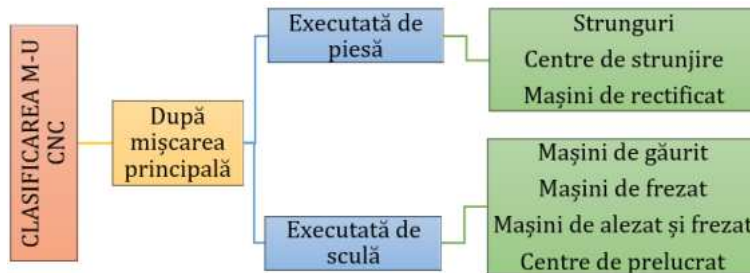 CLASIFICAREA M-U
CNC
După
mișcarea
principală
Executată de
piesă
Strunguri
Centre de strunjire
Mașini de rectificat
Executată de
sculă
Mașini de găurit
Mașini de frezat
Mașini de alezat și frezat
Centre de prelucrat